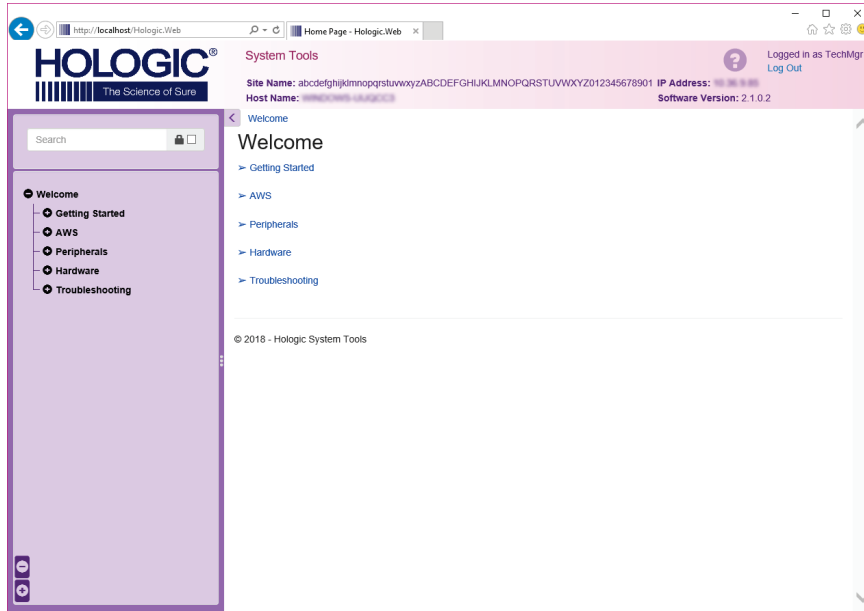 http://localhost/Hologic.Web
Home Page - Hologic.Web
HOLOGIC®
The Science of Sure
System Tools
Logged in as TechMgr
Log Out
Site Name: abcdefghijklmnopqrstuvwxyzABCDEFGHIJKLMNOPQRSTUVWXYZ012345678901 IP Address:
Host Name:
Software Version: 2.1.0.2
Search
Welcome
Getting Started
AWS
Peripherals
Hardware
Troubleshooting
Welcome
Welcome
➢ Getting Started
➢ AWS
➢ Peripherals
➢ Hardware
➢ Troubleshooting
© 2018 - Hologic System Tools